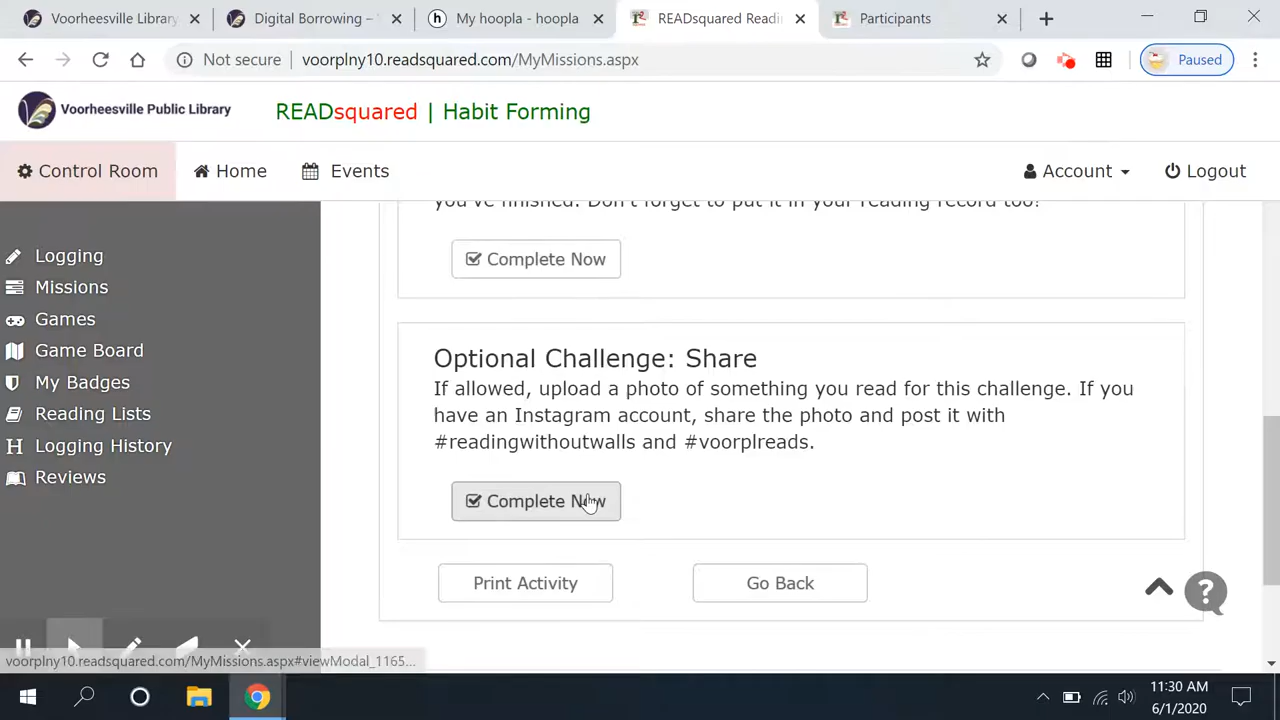 Voorheesville Library
Digital Borrowing –
My hoopla - hoopla
READsquared Readi
Participants
Not secure
voorplny10.readsquared.com/MyMissions.aspx
Paused
Voorheesville Public Library
READsquared | Habit Forming
Control Room
Home
Events
Account
Logout
you've finished. Don't forget to put it in your reading record too!
Logging
Missions
Games
Game Board
My Badges
Reading Lists
Logging History
Reviews
Complete Now
Optional Challenge: Share
If allowed, upload a photo of something you read for this challenge. If you
have an Instagram account, share the photo and post it with
#readingwithoutwalls and #voorplreads.
Complete Now
Print Activity
Go Back
voorplny10.readsquared.com/MyMissions.aspx#viewModal_1165...
11:30 AM
6/1/2020